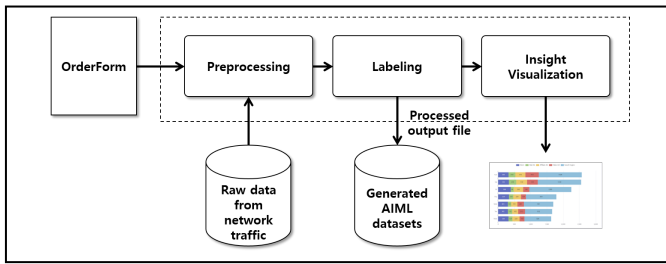 OrderForm
Preprocessing
Labeling
Insight
Visualization
Processed
output file
Raw data
from
network
traffic
Generated
AIML
datasets